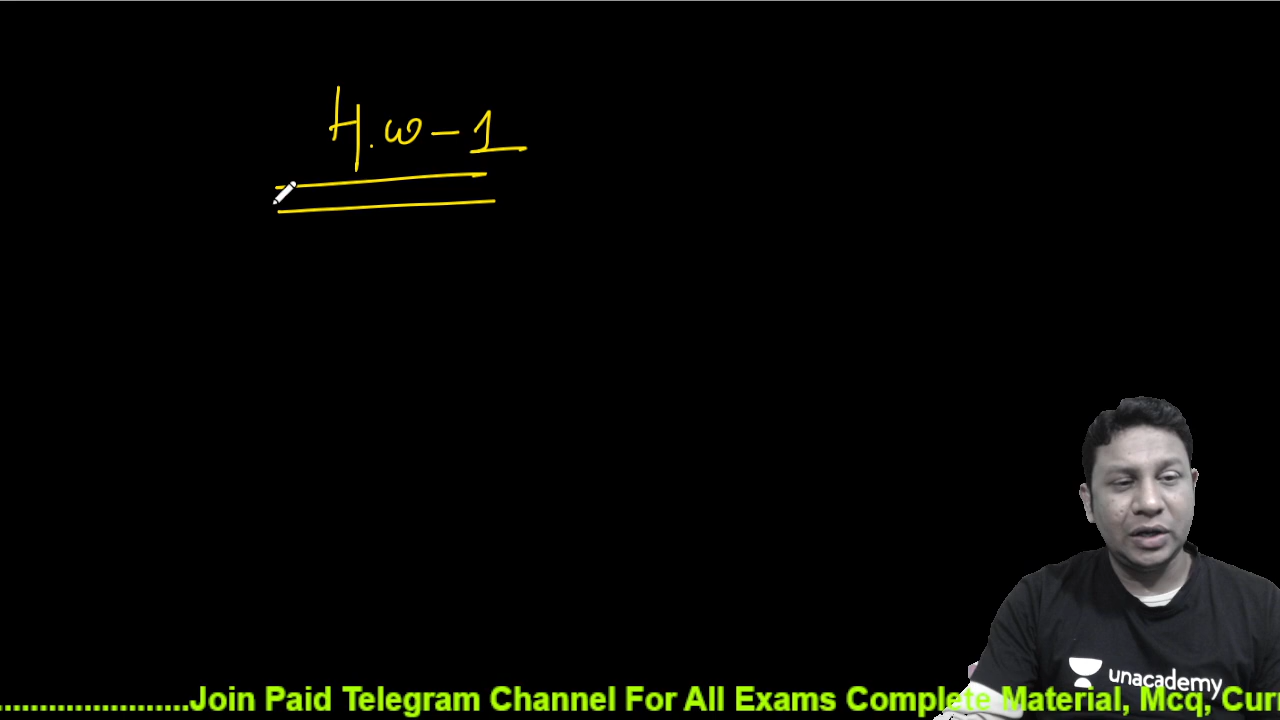 H.w - 1
unacademy
.......................Join Paid Telegram Channel For All Exams Complete Material, Mcq, Curr